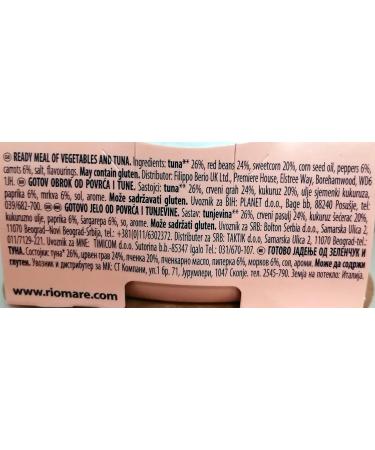 GB READY MEAL OF VEGETABLES AND TUNA. Ingredients: tuna** 26%, red beans 24%, sweetcorn 20%, corn seed oil, peppers 6%,
carrots 6%, salt, flavourings. May contain gluten. Distributor: Filippo Berio UK Ltd., Premiere House, Elstree Way, Borehamwood, WD6
1JH. GOTOV OBROK OD POVRĆA I TUNE. Sastojci: tuna** 26%, crveni grah 24%, kukuruz 20%, ulje sjemenki kukuruza,
paprika 6%, mrkva 6%, sol, arome. Može sadržavati gluten. Uvoznik za BiH: PLANET d.o.o., Bage bb, 88240 Posušje, tel:
039/682-700. GOTOVO JELO OD POVRĆA I TUNJEVINE. Sastav: tunjevina** 26%, crveni pasulj 24%, kukuruz šećerac 20%,
kukuruzno ulje, paprika 6%, šargarepa 6%, so, arome. Može sadržavati gluten. Uvoznik za SRB: Bolton Serbia, Samarska Ulica 2,
11070 Beograd-Novi Beograd-Srbija, tel: +381(0)11/6302372. Distributer za SRB: TAKTIK d.o.o, Samarska Ulica 2, 11070 Beograd-tel:
011/7129-221. Uvoznik za MNE: TIMICOM d.o.o. Sutorina b.b.-85347 Igalo Tel.: 031/670-107. ГОТОВО ЈАДЕЊЕ ОД ЗЕЛЕНЧУК И
ТУНА. Состојки: туна* 26%, црвен грав 24%, пченка 20%, пченкарно масло, пиперка 6%, морков 6%, сол, ароми. Може да содржи
глутен. Увозник и дистрибутер за МК: СТ Компани, ул.1 бр. 71, Јурумлери, 1047 Скопје. тел. 2545-790. Земја на потекло: Италија.
www.riomare.com